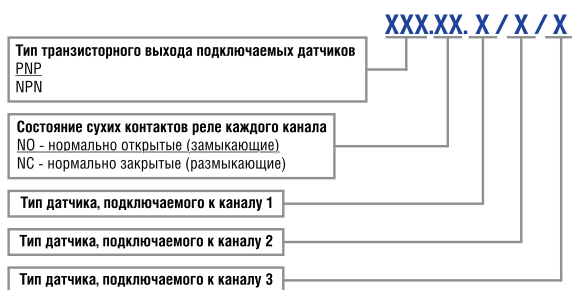 XXX.XX. X / X / X
Тип транзисторного выхода подключаемых датчиков
PNP
NPN
Состояние сухих контактов реле каждого канала
NO - нормально открытые (замыкающие)
NC - нормально закрытые (размыкающие)
Тип датчика, подключаемого к каналу 1
Тип датчика, подключаемого к каналу 2
Тип датчика, подключаемого к каналу 3